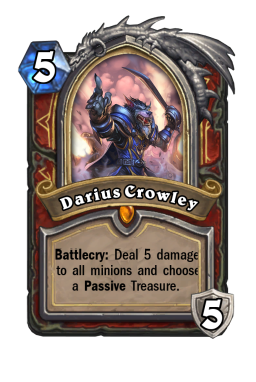 5
Darius Crowley
Battlecry: Deal 5 damage
to all minions and choose
a Passive Treasure.
5